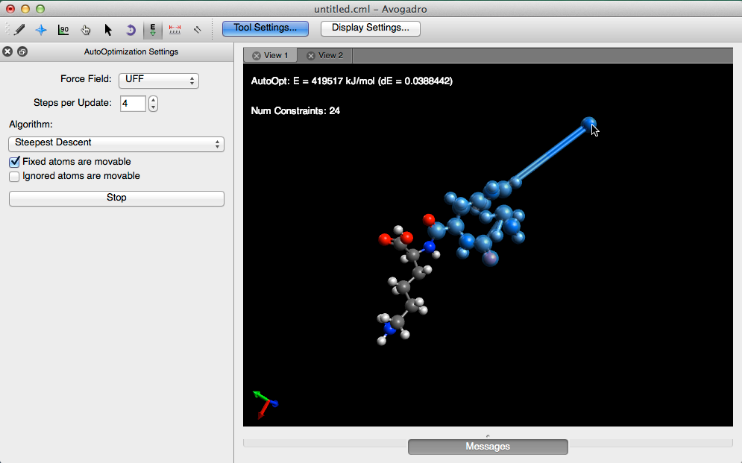 untitled.cml - Avogadro
90
E
Tool Settings...
Display Settings...
AutoOptimization Settings
Force Field: UFF
Steps per Update: 4
Algorithm:
Steepest Descent
Fixed atoms are movable
Ignored atoms are movable
Stop
View 1
View 2
AutoOpt: E = 419517 kJ/mol (dE = 0.0388442)
Num Constraints: 24
Messages